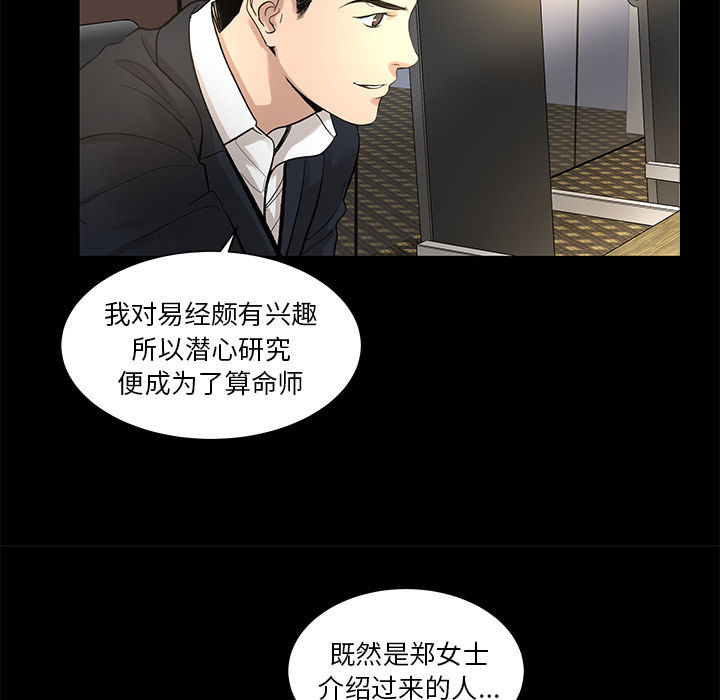 我对易经颇有兴趣
所以潜心研究
便成为了算命师
既然是郑女士
介绍过来的人...